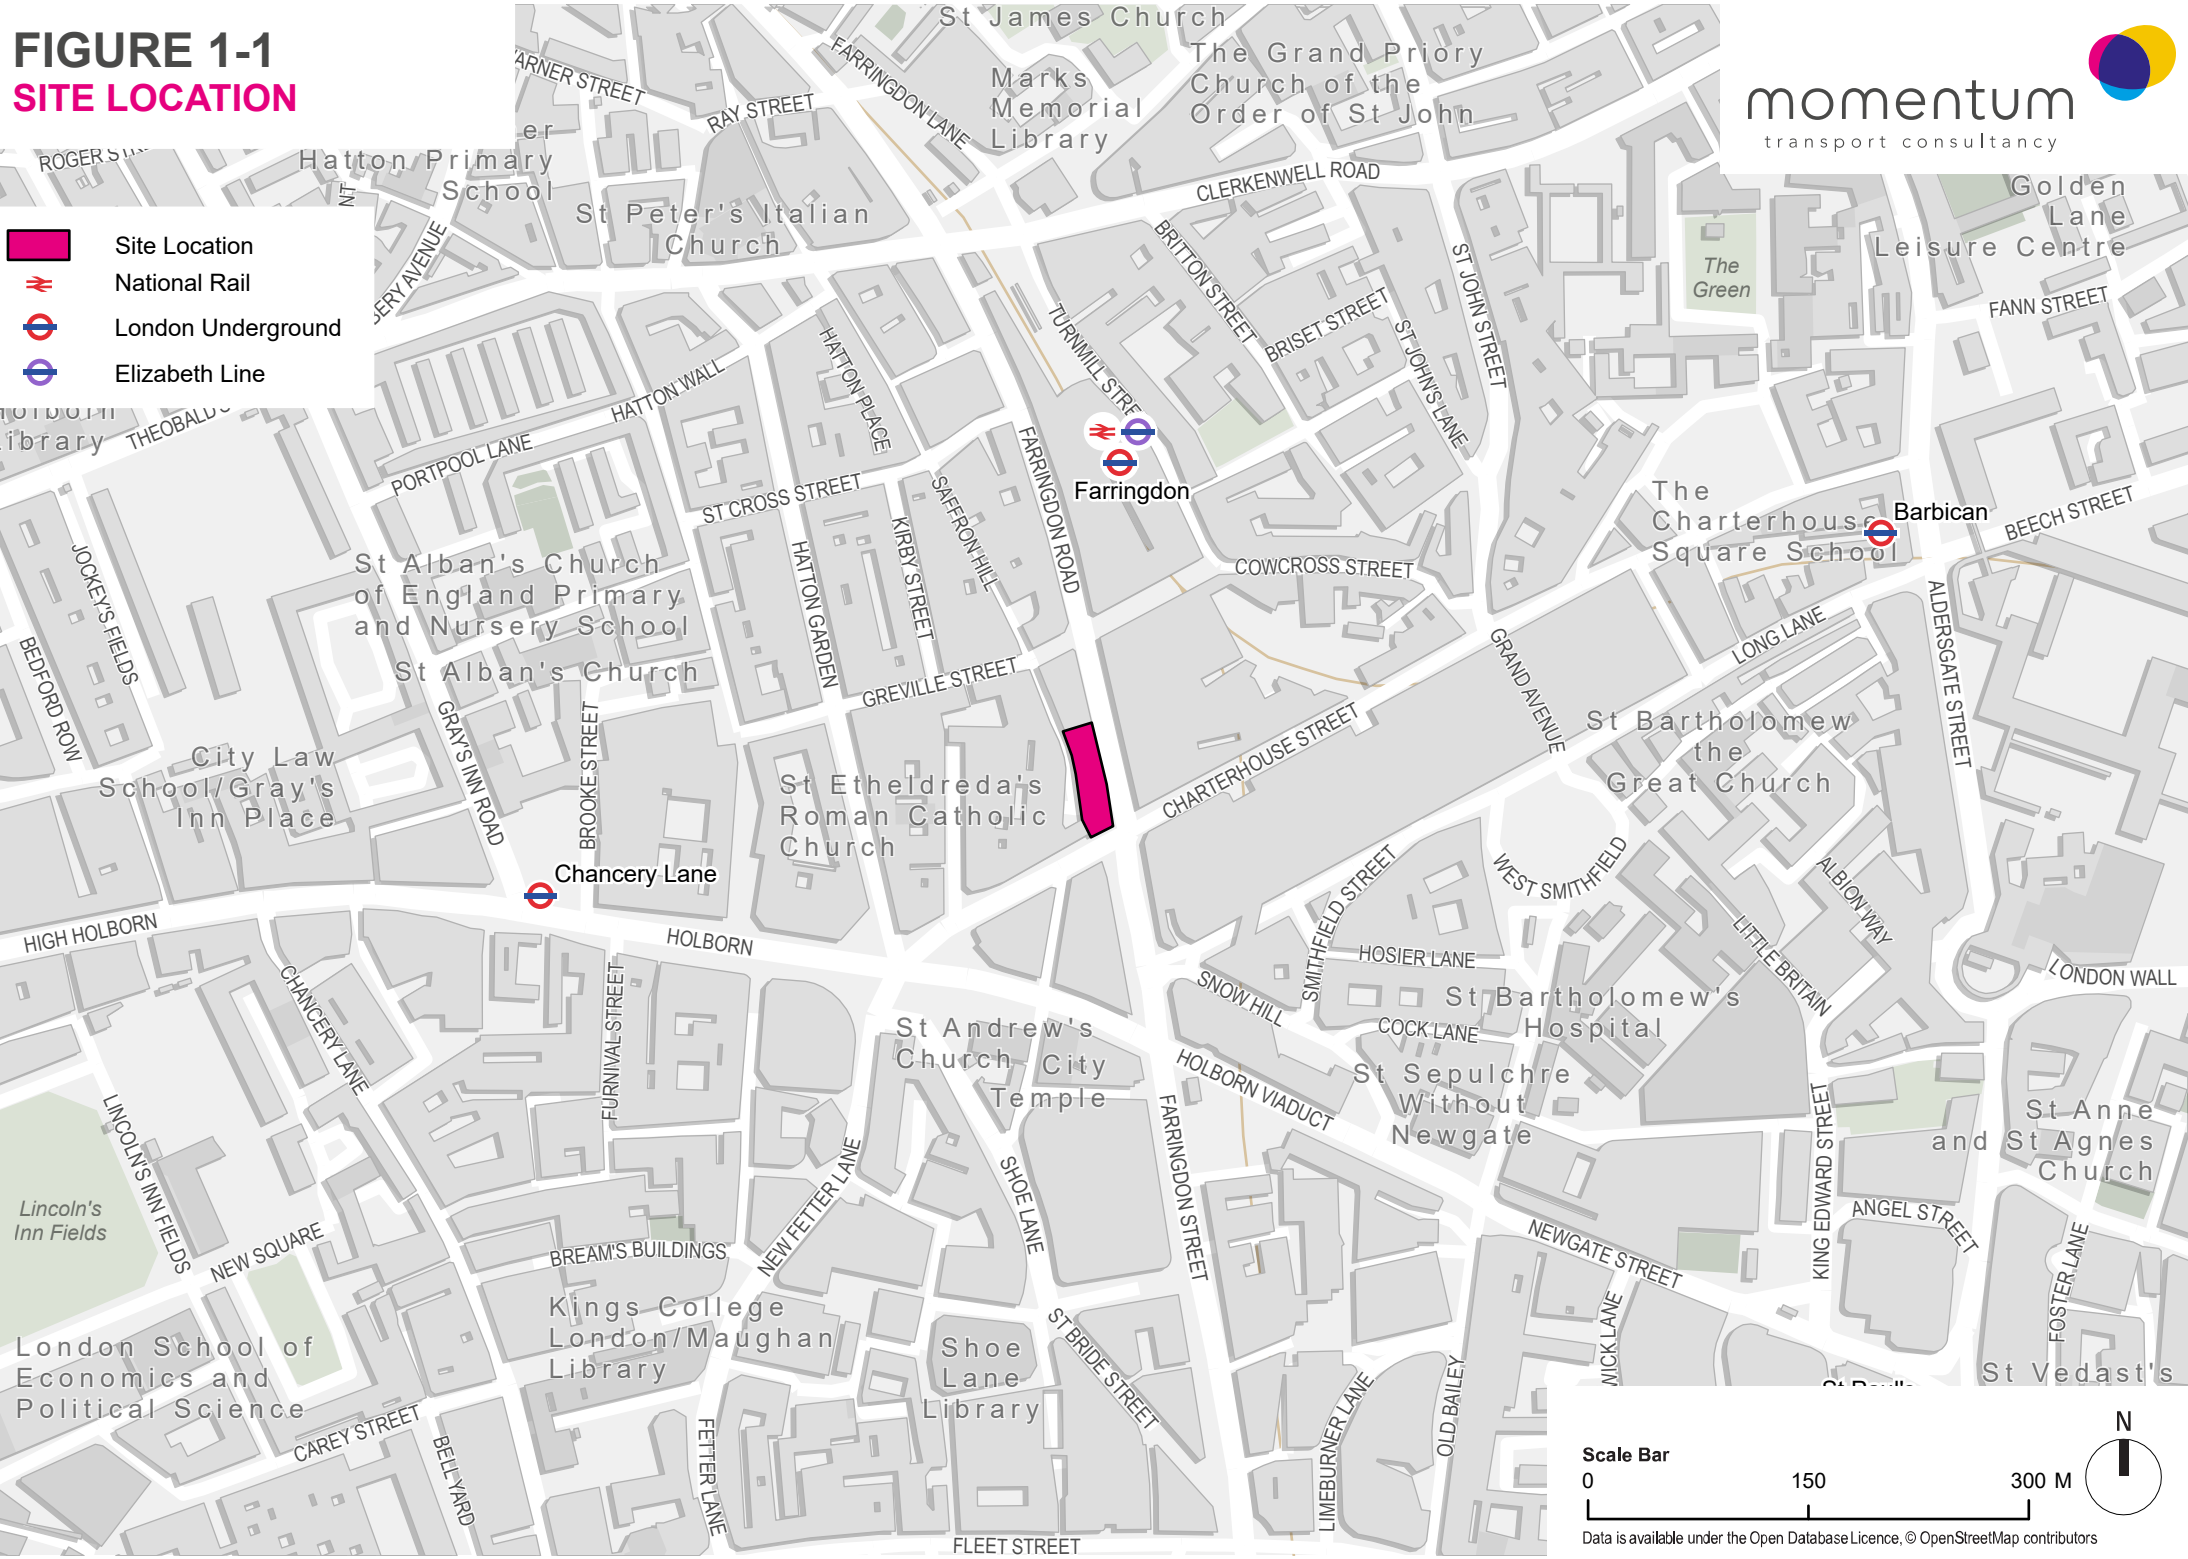 FIGURE 1-1
SITE LOCATION
momentum
transport consultancy
Site Location
National Rail
London Underground
Elizabeth Line
St James Church
The Grand Priory
Church of the
Order of St John
Marks
Memorial
Library
FARRINGDON LANE
RAY STREET
Hatton Primary
School
St Peter's Italian
Church
CLERKENWELL ROAD
Golden
Lane
Leisure Centre
The
Green
FANN STREET
BRITTON STREET
ST JOHN STREET
TURNMILL STRE
BRISET STREET
ST JOHN'S LANE
HATTON WALL
HATTON PLACE
PORTPOOL LANE
ST CROSS STREET
FARRINGDON ROAD
Farringdon
SAFFRON HILL
KIRBY STREET
HATTON GARDEN
The
Charterhouse
Square School
Barbican
BEECH STREET
COWCROSS STREET
JOCKEY'S FIELDS
BEDFORD ROW
St Alban's Church
of England Primary
and Nursery School
St Alban's Church
GREVILLE STREET
GRAND AVENUE
LONG LANE
ALDERSGATE STREET
GRAY'S INN ROAD
BROOKE STREET
CHARTERHOUSE STREET
St Bartholomew
the
Great Church
City Law
School/Gray's
Inn Place
St Etheldreda's
Roman Catholic
Church
Chancery Lane
WEST SMITHFIELD
SMITHFIELD STREET
ALBION WAY
LITTLE BRITAIN
HIGH HOLBORN
HOLBORN
HOSIER LANE
SNOW HILL
LONDON WALL
CHANCERY LANE
FURNIVAL STREET
St Bartholomew's
Hospital
COCK LANE
St Andrew's
Church
City
Temple
HOLBORN VIADUCT
St Sepulchre
Without
Newgate
LINCOLN'S INN FIELDS
Lincoln's
Inn Fields
NEW SQUARE
NEW FETTER LANE
SHOE LANE
FARRINGDON STREET
KING EDWARD STREET
St Anne
and St Agnes
Church
ANGEL STREET
NEWGATE STREET
FOSTER LANE
BREAM'S BUILDINGS
Kings College
London/Maughan
Library
London School of
Economics and
Political Science
Shoe
Lane
Library
ST BRIDE STREET
St Vedast's
CAREY STREET
BELL YARD
FETTER LANE
LIMEBURNER LANE
OLD BAILEY
FLEET STREET
Scale Bar
0 150 300 M
N
Data is available under the Open Database Licence, © OpenStreetMap contributors